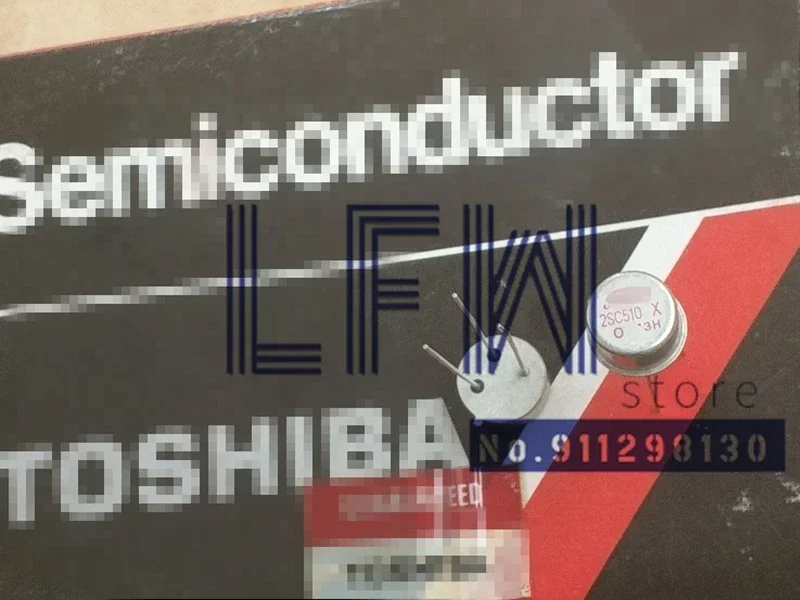 Semiconductor
LFW
2SC510 X
O ·3H
store
No.911298130
TOSHIBA